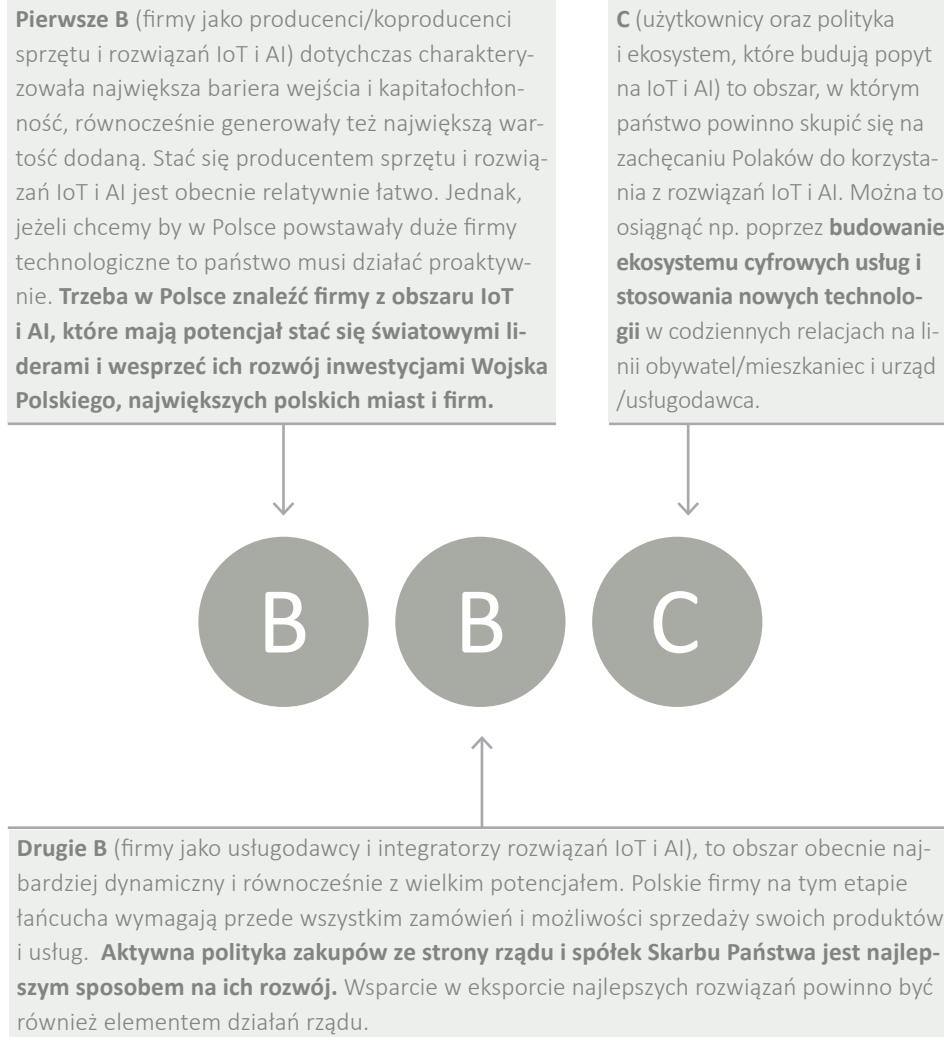 Pierwsze B (firmy jako producenci/koproducenci
sprzętu i rozwiązań IoT i AI) dotychczas charaktery-
zowała największa bariera wejścia i kapitałochłon-
ność, równocześnie generowały też największą war-
tość dodaną. Stać się producentem sprzętu i rozwią-
zań IoT i AI jest obecnie relatywnie łatwo. Jednak,
jeżeli chcemy by w Polsce powstawały duże firmy
technologiczne to państwo musi działać proaktyw-
nie. Trzeba w Polsce znaleźć firmy z obszaru IoT
i AI, które mają potencjał stać się światowymi li-
derami i wesprzeć ich rozwój inwestycjami Wojska
Polskiego, największych polskich miast i firm.
C (użytkownicy oraz polityka
i ekosystem, które budują popyt
na IoT i AI) to obszar, w którym
państwo powinno skupić się na
zachęcaniu Polaków do korzysta-
nia z rozwiązań IoT i AI. Można to
osiągnąć np. poprzez budowanie
ekosystemu cyfrowych usług i
stosowania nowych technolo-
gii w codziennych relacjach na li-
nii obywatel/mieszkaniec i urząd
/usługodawca.
B B C
Drugie B (firmy jako usługodawcy i integratorzy rozwiązań IoT i AI), to obszar obecnie naj-
bardziej dynamiczny i równocześnie z wielkim potencjałem. Polskie firmy na tym etapie
łańcucha wymagają przede wszystkim zamówień i możliwości sprzedaży swoich produktów
i usług. Aktywna polityka zakupów ze strony rządu i spółek Skarbu Państwa jest najlep-
szym sposobem na ich rozwój. Wsparcie w eksporcie najlepszych rozwiązań powinno być
również elementem działań rządu.